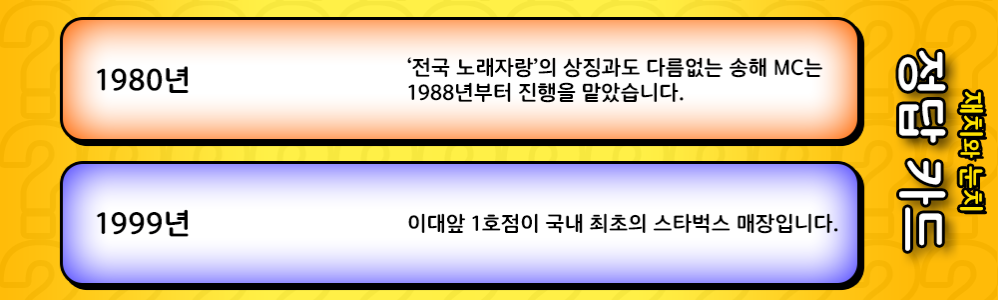 1980년
‘전국 노래자랑’의 상징과도 다름없는 송해 MC는
1988년부터 진행을 맡았습니다.
1999년
이대앞 1호점이 국내 최초의 스타벅스 매장입니다.
재치와 눈치
정답 카드